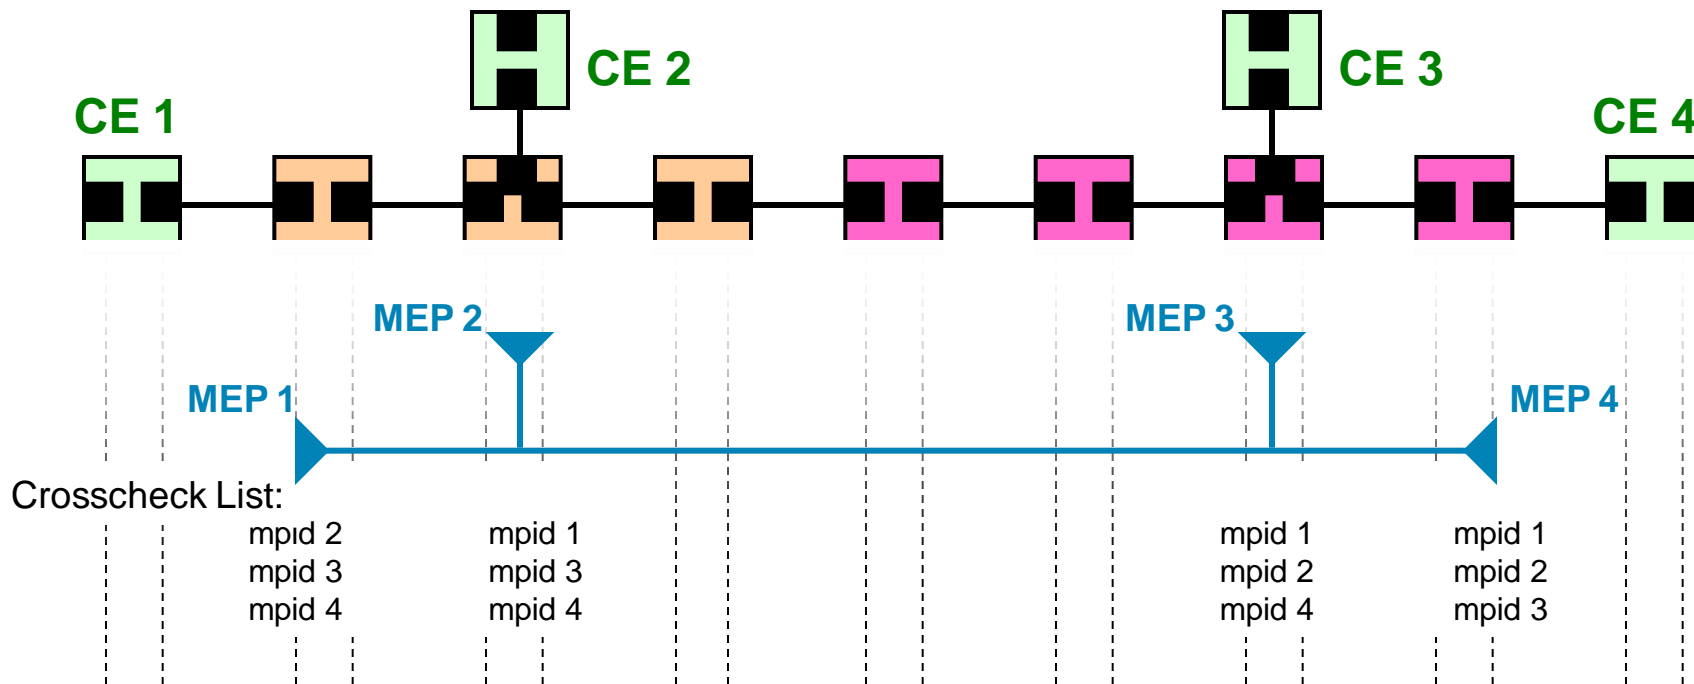 CE 2
CE 3
CE 1
CE 4
MEP 2
MEP 3
MEP 1
MEP 4
Crosscheck List:
mpid 2
mpid 3
mpid 4
mpid 1
mpid 3
mpid 4
mpid 1
mpid 2
mpid 4
mpid 1
mpid 2
mpid 3